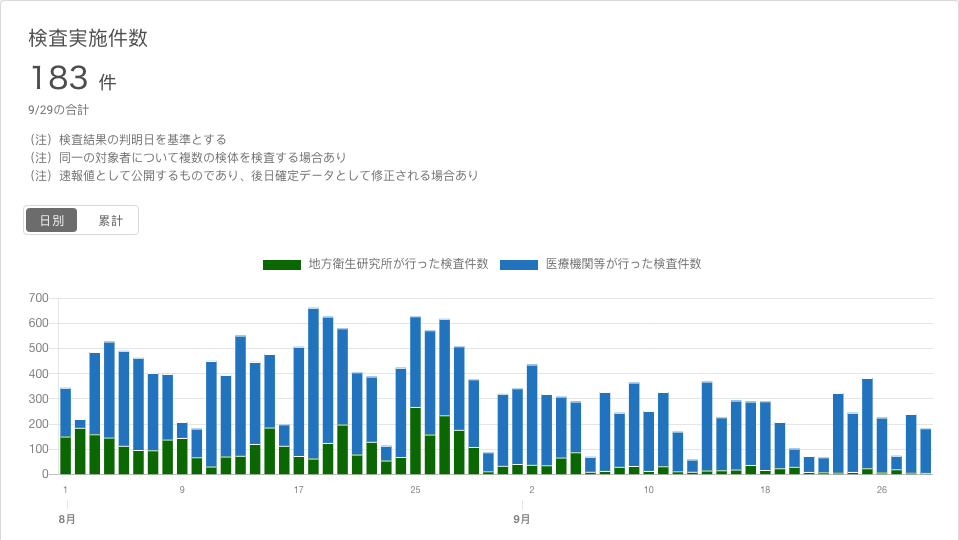 検査実施件数
183 件
9/29の合計
（注）検査結果の判明日を基準とする
（注）同一の対象者について複数の検体を検査する場合あり
（注）速報値として公開するものであり、後日確定データとして修正される場合あり
日別 累計
地方衛生研究所が行った検査件数 医療機関等が行った検査件数
700
600
500
400
300
200
100
0
1 9 17 25 2 10 18 26
8月 9月